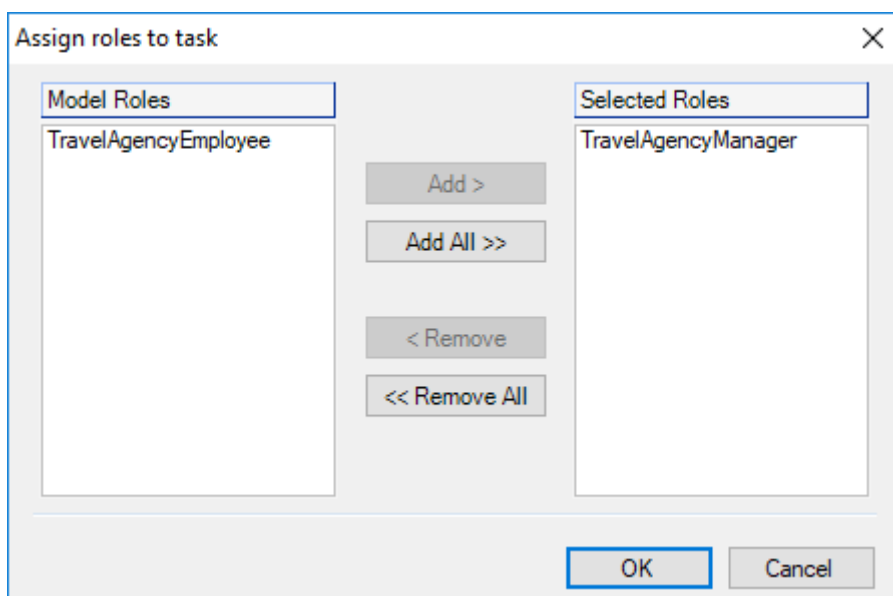 Assign roles to task
Model Roles
Selected Roles
TravelAgencyEmployee
TravelAgencyManager
Add >
Add All >>
< Remove
<< Remove All
OK
Cancel